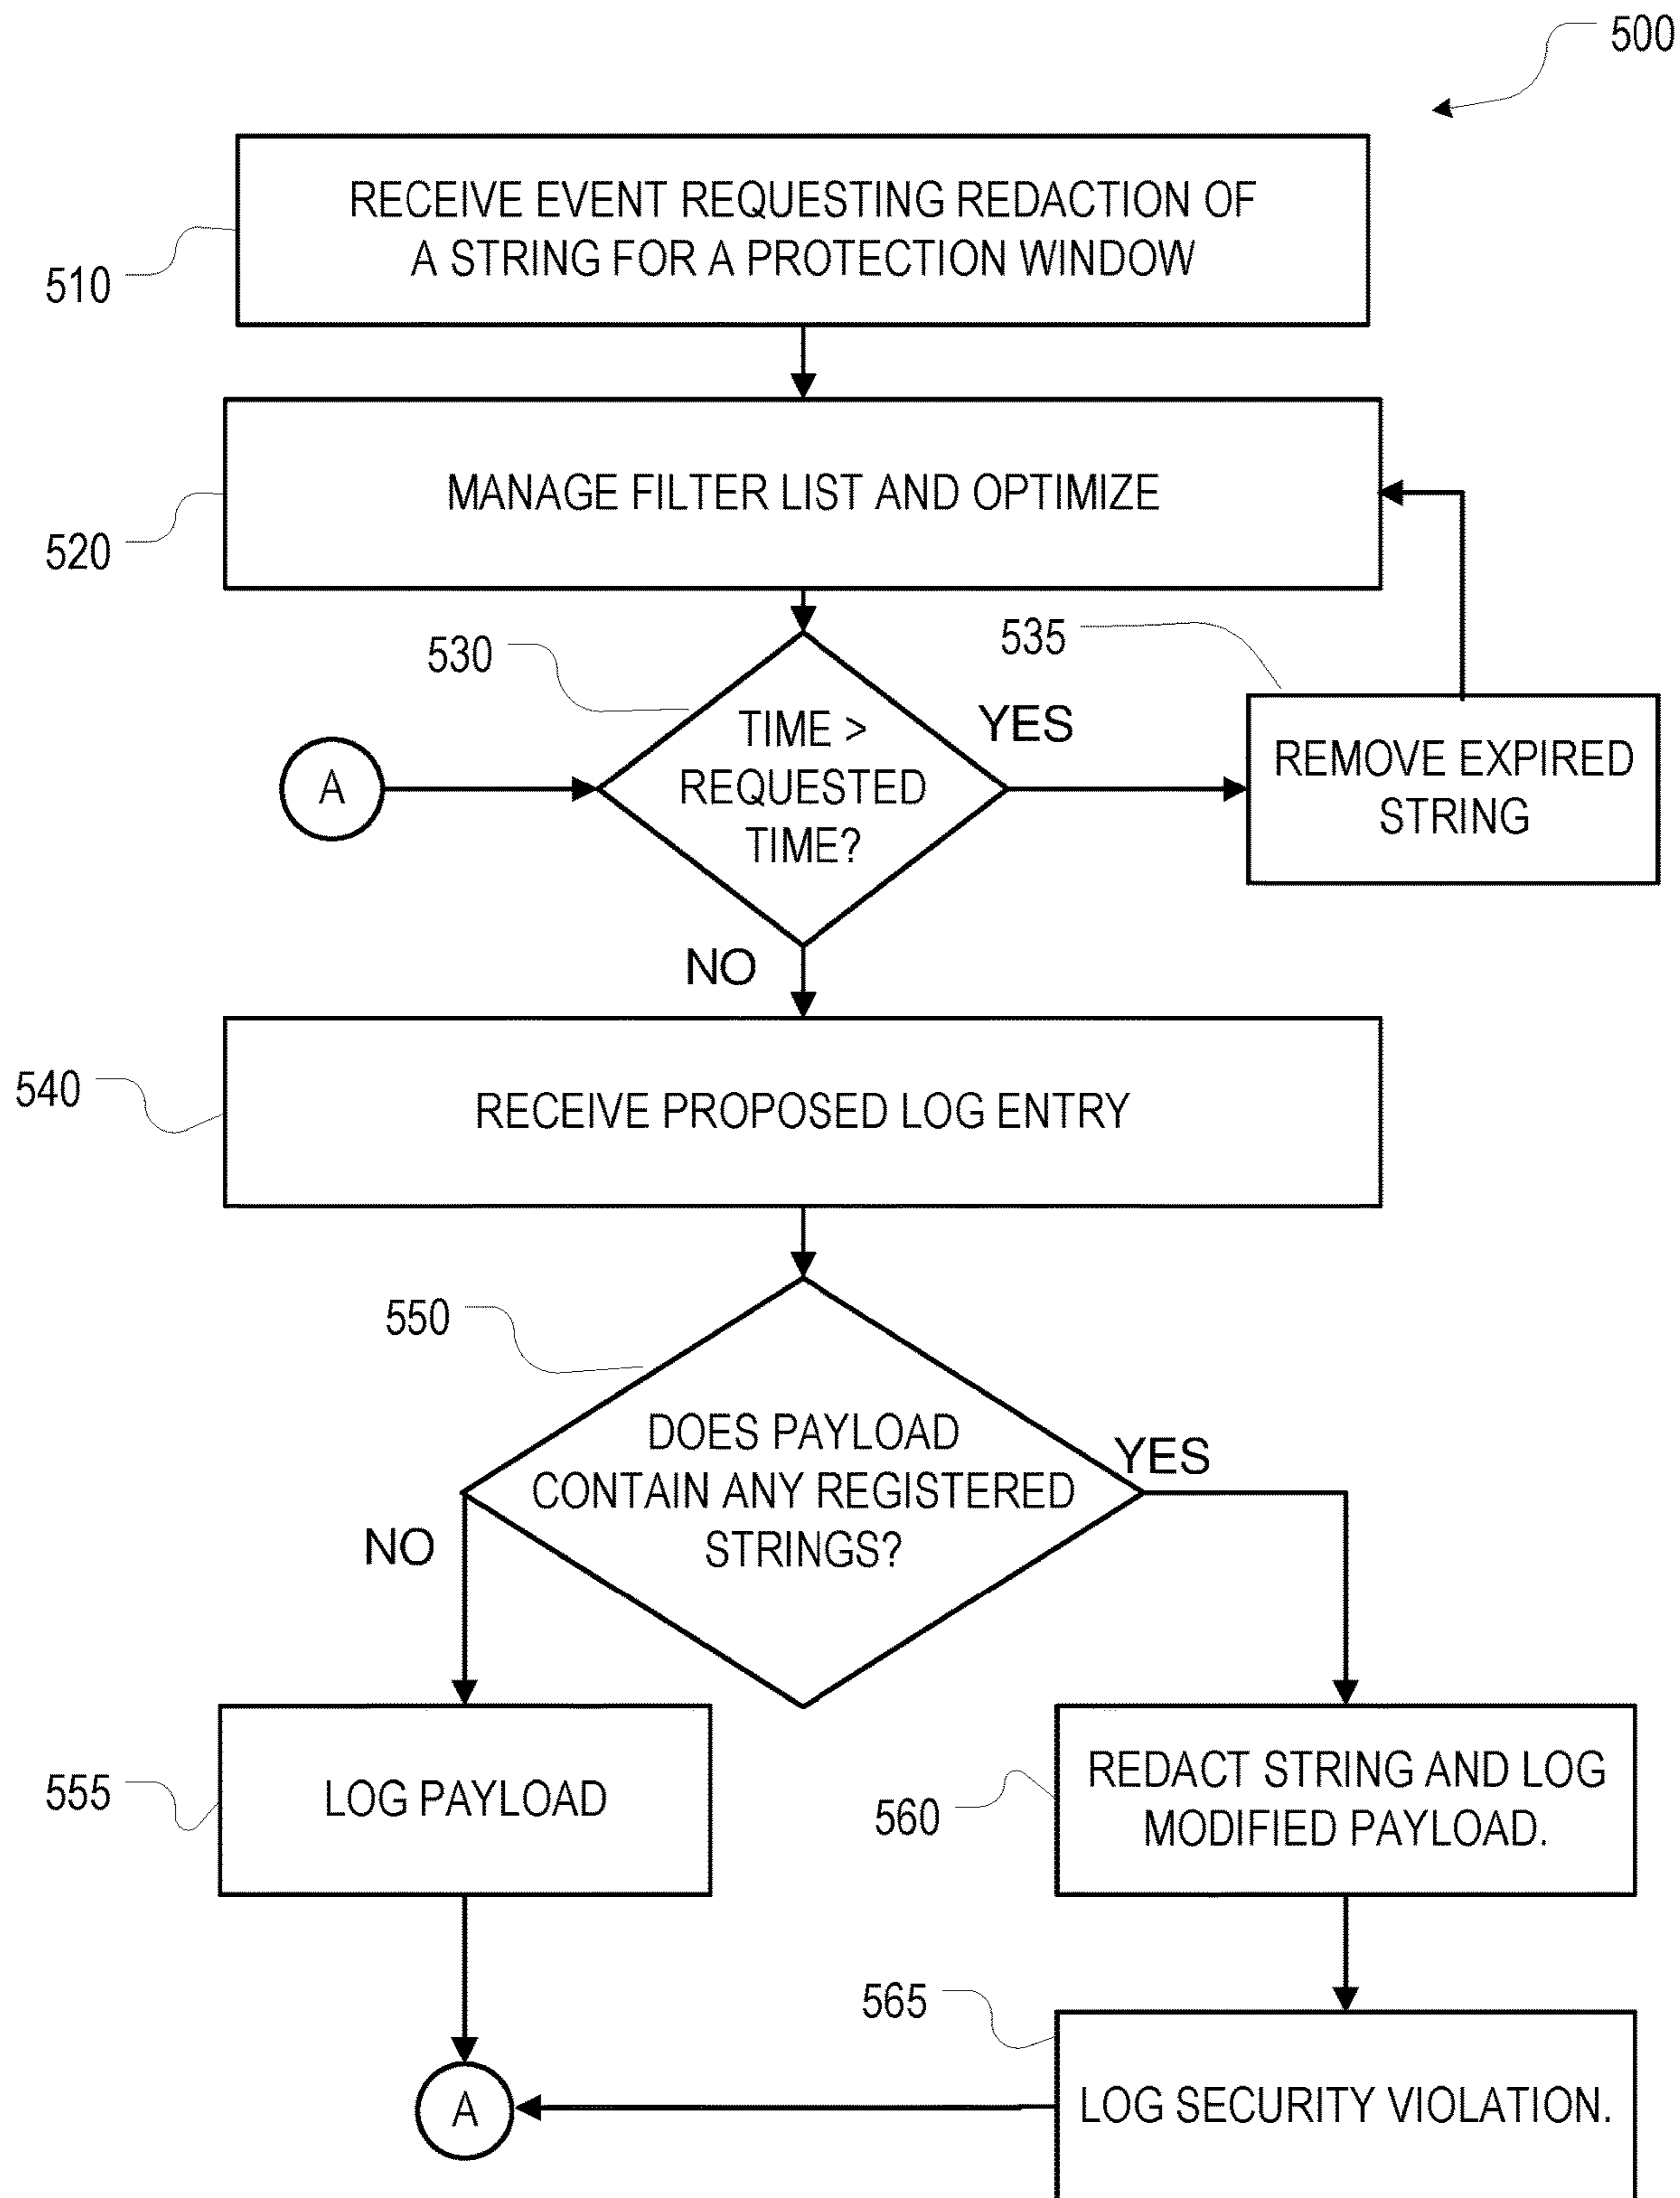 500
RECEIVE EVENT REQUESTING REDACTION OF
A STRING FOR A PROTECTION WINDOW
510
MANAGE FILTER LIST AND OPTIMIZE
520
530
535
TIME >
REQUESTED
TIME?
YES
REMOVE EXPIRED
STRING
A
NO
RECEIVE PROPOSED LOG ENTRY
540
550
DOES PAYLOAD
CONTAIN ANY REGISTERED
STRINGS?
YES
NO
LOG PAYLOAD
555
REDACT STRING AND LOG
MODIFIED PAYLOAD.
560
565
LOG SECURITY VIOLATION.
A